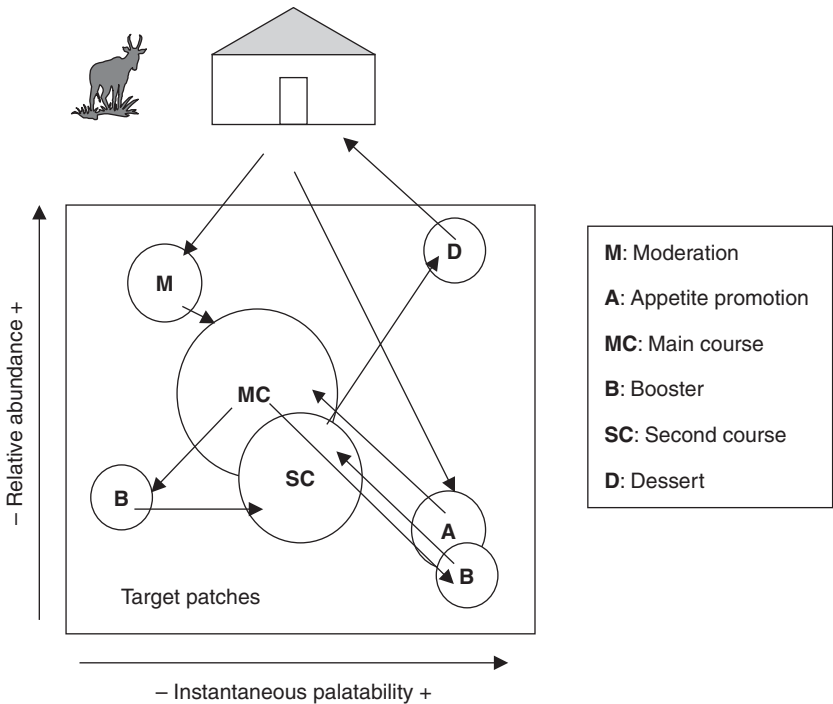 M
D
MC
SC
B
A
B
Target patches
– Relative abundance +
– Instantaneous palatability +
M: Moderation
A: Appetite promotion
MC: Main course
B: Booster
SC: Second course
D: Dessert